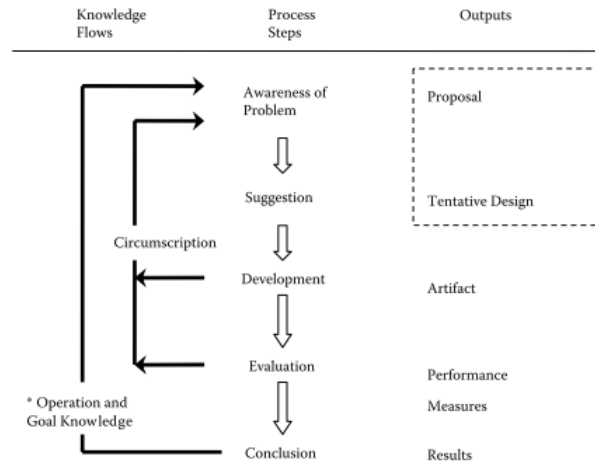 Knowledge
Flows
Process
Steps
Outputs
Awareness of
Problem
Proposal
Suggestion
Tentative Design
Circumscription
Development
Artifact
Evaluation
Performance
Measures
* Operation and
Goal Knowledge
Conclusion
Results